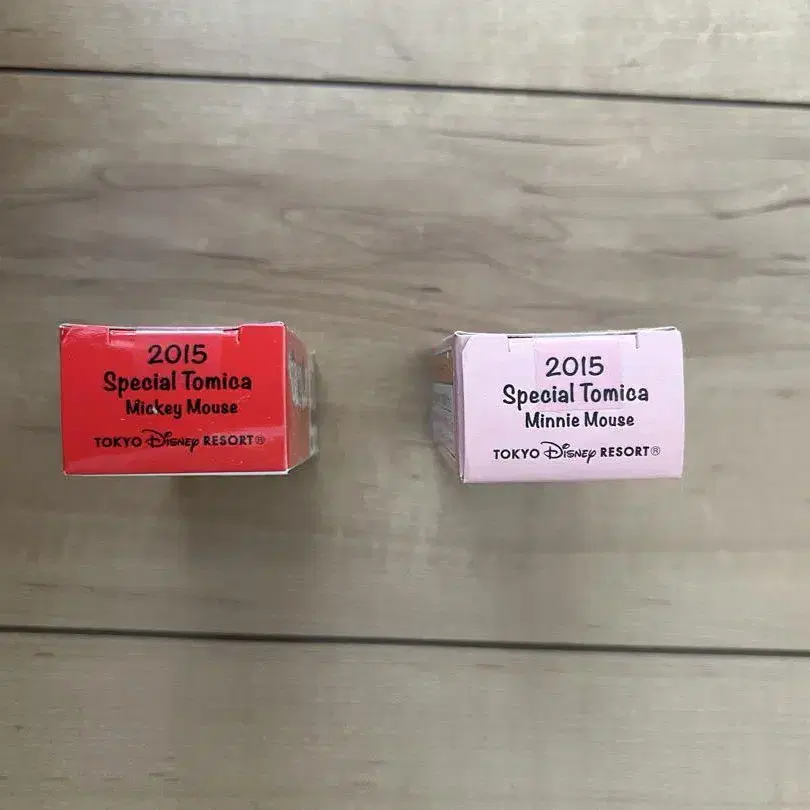 2015
Special Tomica
Mickey Mouse
TOKYO Disney RESORT®
2015
Special Tomica
Minnie Mouse
TOKYO Disney RESORT®